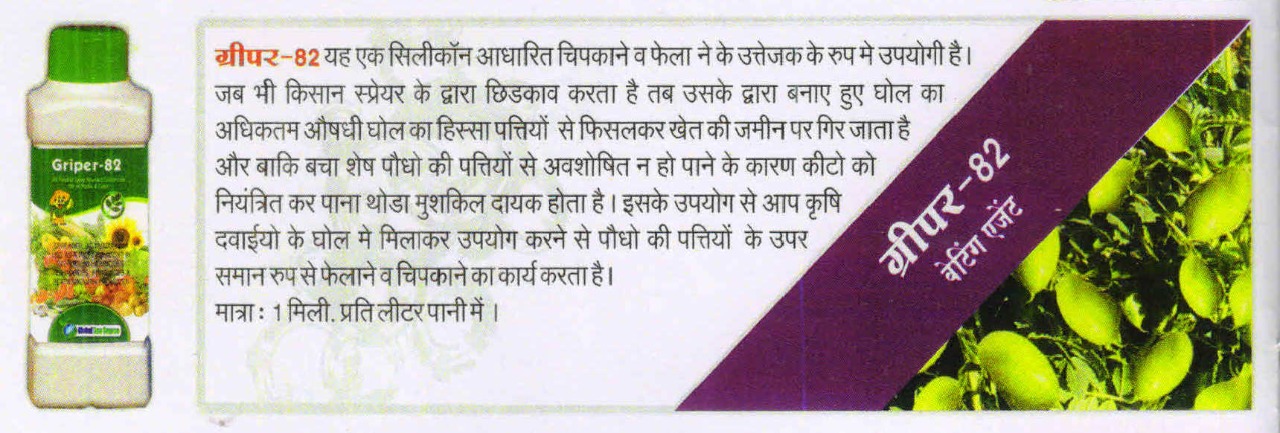 Griper-82
ग्रीपर-82 यह एक सिलीकॉन आधारित चिपकाने व फेला ने के उत्तेजक के रुप मे उपयोगी है।
जब भी किसान स्प्रेयर के द्वारा छिडकाव करता है तब उसके द्वारा बनाए हुए घोल का
अधिकतम औषधी घोल का हिस्सा पत्तियों से फिसलकर खेत की जमीन पर गिर जाता है
और बाकि बचा शेष पौधो की पत्तियों से अवशोषित न हो पाने के कारण कीटो को
नियंत्रित कर पाना थोडा मुशकिल दायक होता है। इसके उपयोग से आप कृषि
दवाईयो के घोल मे मिलाकर उपयोग करने से पौधो की पत्तियों के उपर
समान रुप से फेलाने व चिपकाने का कार्य करता है।
मात्रा : 1 मिली. प्रति लीटर पानी में ।
ग्रीपर-82
वेटिंग एजेंट